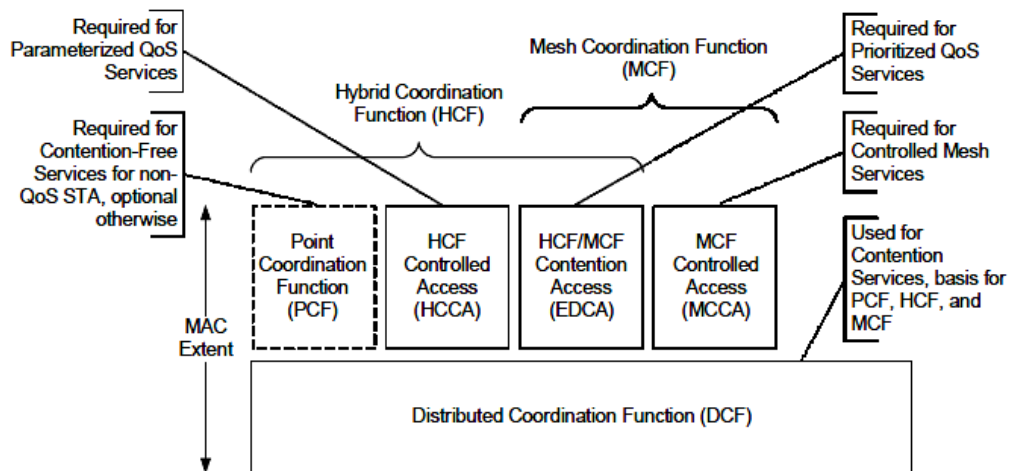 Required for
Parameterized QoS
Services
Mesh Coordination Function
(MCF)
Required for
Prioritized QoS
Services
Hybrid Coordination
Function (HCF)
Required for
Contention-Free
Services for non-
QoS STA, optional
otherwise
Required for
Controlled Mesh
Services
Point
Coordination
Function
(PCF)
HCF
Controlled
Access
(HCCA)
HCF/MCF
Contention
Access
(EDCA)
MCF
Controlled
Access
(MCCA)
Used for
Contention
Services, basis for
PCF, HCF, and
MCF
MAC
Extent
Distributed Coordination Function (DCF)